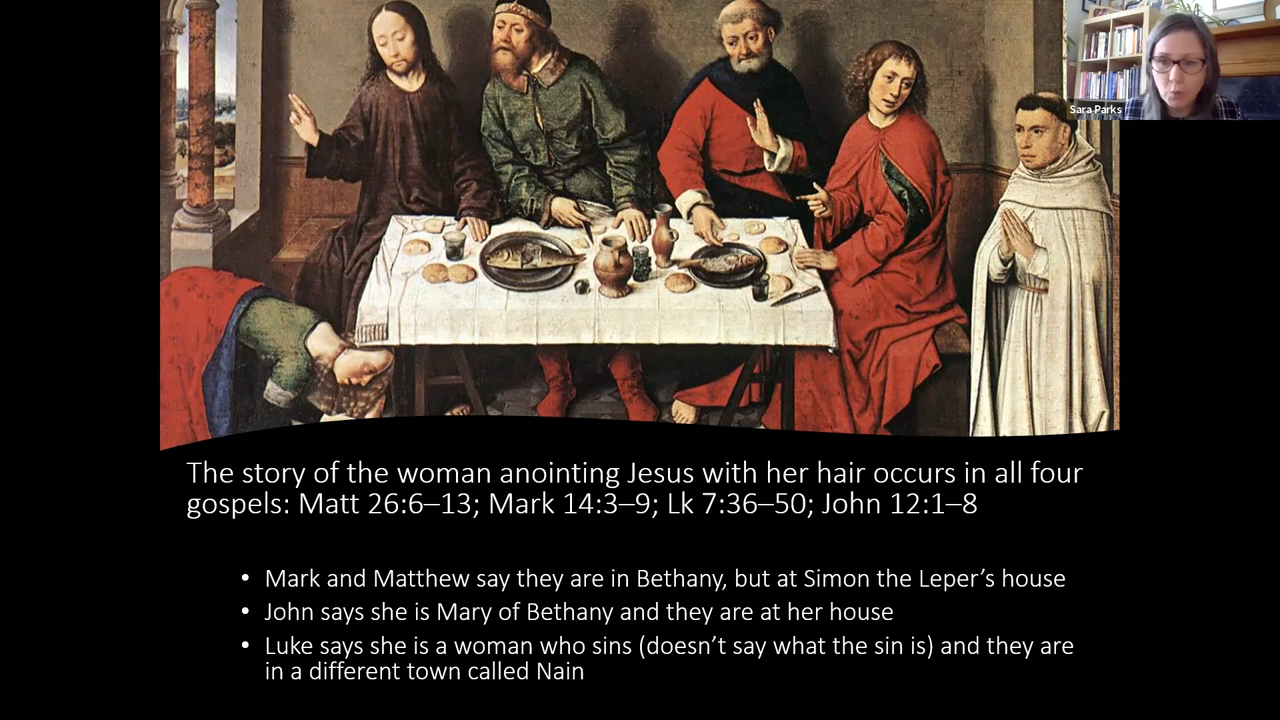 Sara Parks
The story of the woman anointing Jesus with her hair occurs in all four
gospels: Matt 26:6–13; Mark 14:3–9; Lk 7:36–50; John 12:1–8
• Mark and Matthew say they are in Bethany, but at Simon the Leper’s house
• John says she is Mary of Bethany and they are at her house
• Luke says she is a woman who sins (doesn’t say what the sin is) and they are
in a different town called Nain